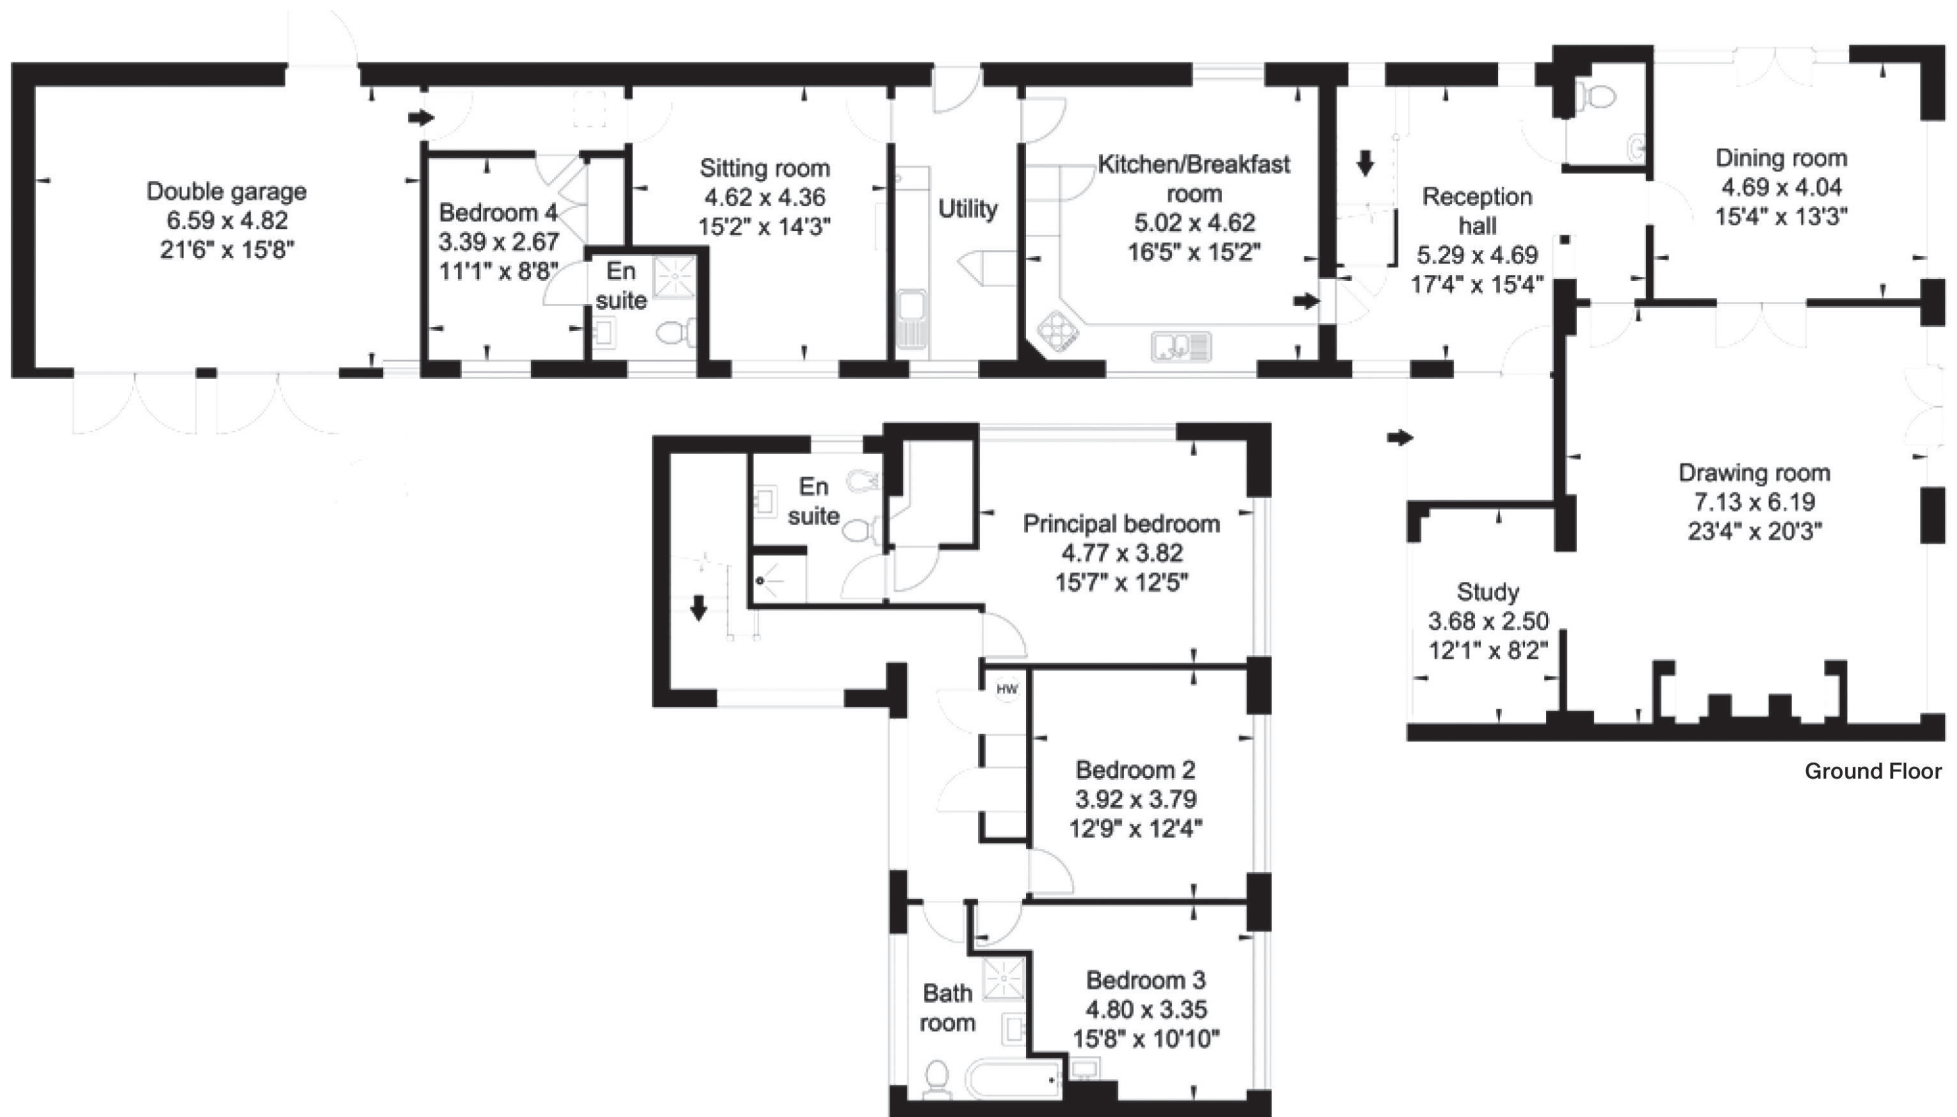 Double garage
6.59 x 4.82
21'6" x 15'8"
Bedroom 4
3.39 x 2.67
11'1" x 8'8"
En
suite
Sitting room
4.62 x 4.36
15'2" x 14'3"
Utility
Kitchen/Breakfast
room
5.02 x 4.62
16'5" x 15'2"
Reception
hall
5.29 x 4.69
17'4" x 15'4"
Dining room
4.69 x 4.04
15'4" x 13'3"
Drawing room
7.13 x 6.19
23'4" x 20'3"
Study
3.68 x 2.50
12'1" x 8'2"
Ground Floor
En
suite
Principal bedroom
4.77 x 3.82
15'7" x 12'5"
HW
Bedroom 2
3.92 x 3.79
12'9" x 12'4"
Bath
room
Bedroom 3
4.80 x 3.35
15'8" x 10'10"